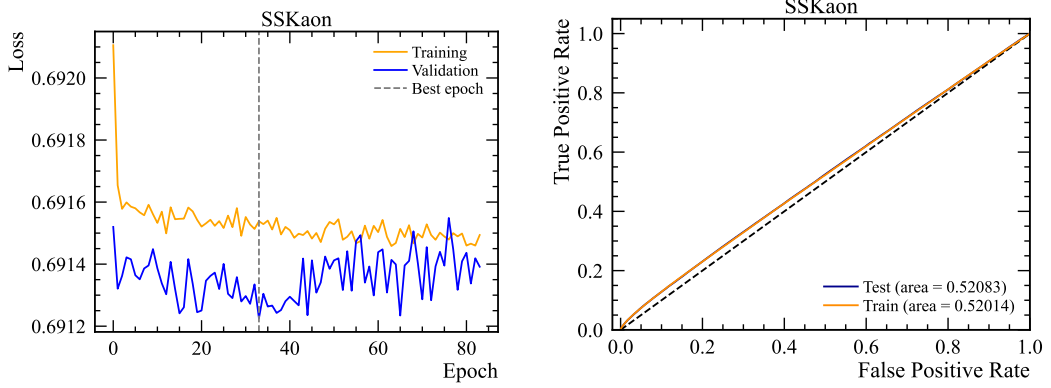 SSKaon
Loss
0.6920
0.6918
0.6916
0.6914
0.6912
Training
Validation
Best epoch
0 20 40 60 80
Epoch
SSKaon
True Positive Rate
1.0
0.8
0.6
0.4
0.2
0.0
Test (area = 0.52083)
Train (area = 0.52014)
0.0 0.2 0.4 0.6 0.8 1.0
False Positive Rate